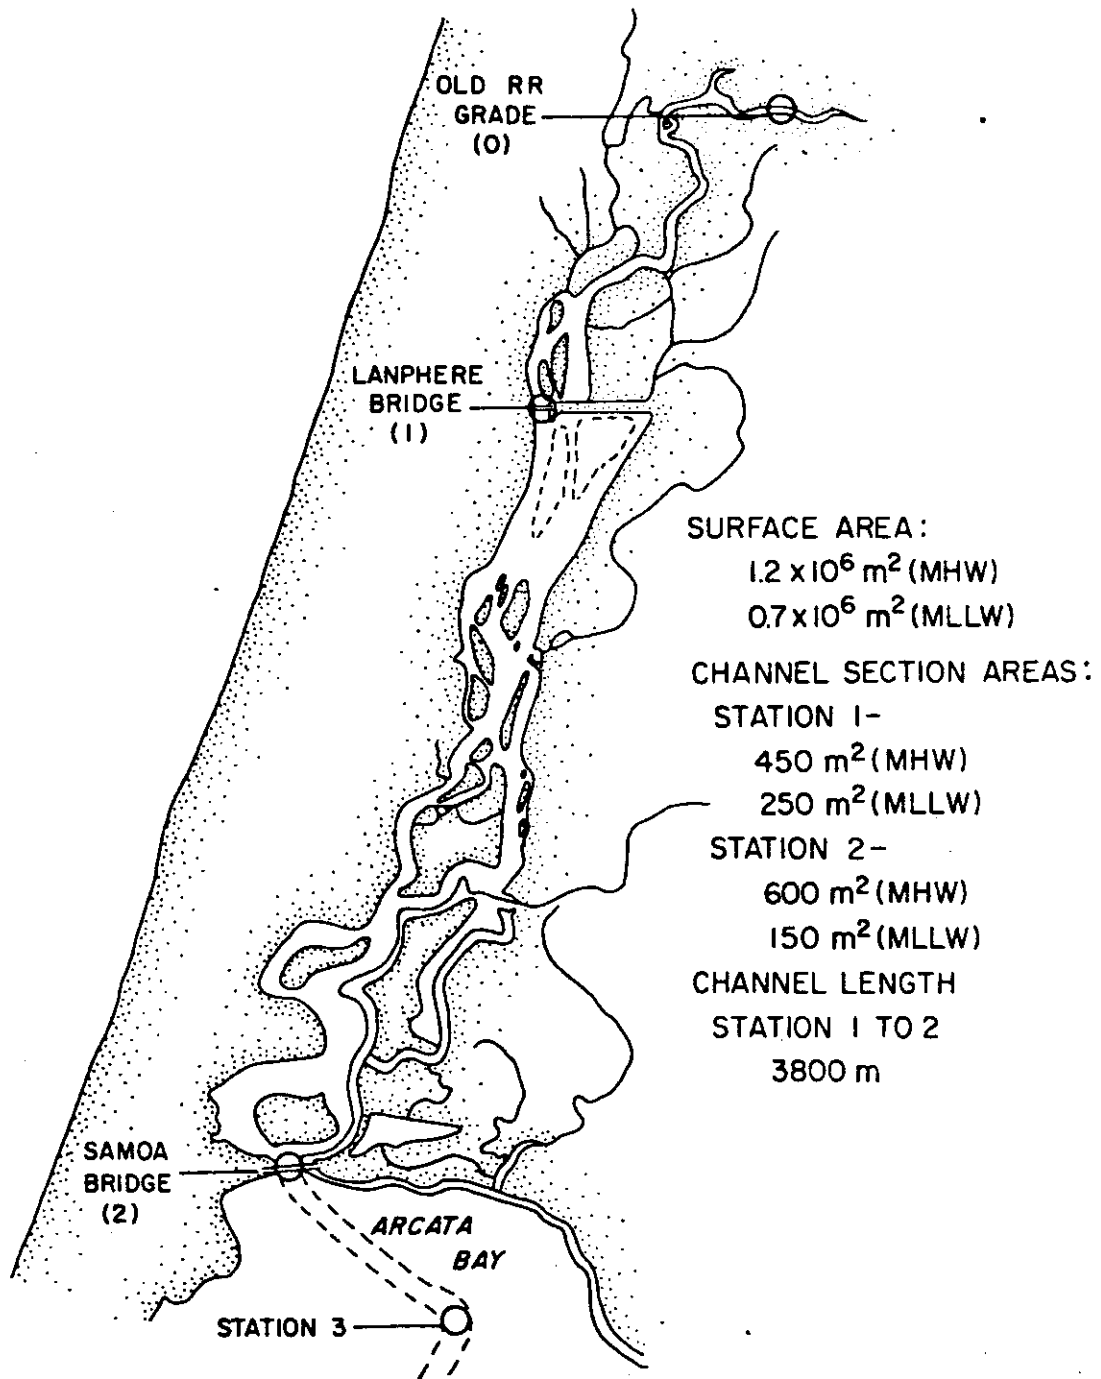 OLD RR
GRADE
(0)
LANPHERE
BRIDGE
(1)
SURFACE AREA:
1.2 x 10⁶ m² (MHW)
0.7 x 10⁶ m² (MLLW)
CHANNEL SECTION AREAS:
STATION 1-
450 m² (MHW)
250 m² (MLLW)
STATION 2-
600 m² (MHW)
150 m² (MLLW)
CHANNEL LENGTH
STATION 1 TO 2
3800 m
SAMOA
BRIDGE
(2)
ARCATA
BAY
STATION 3